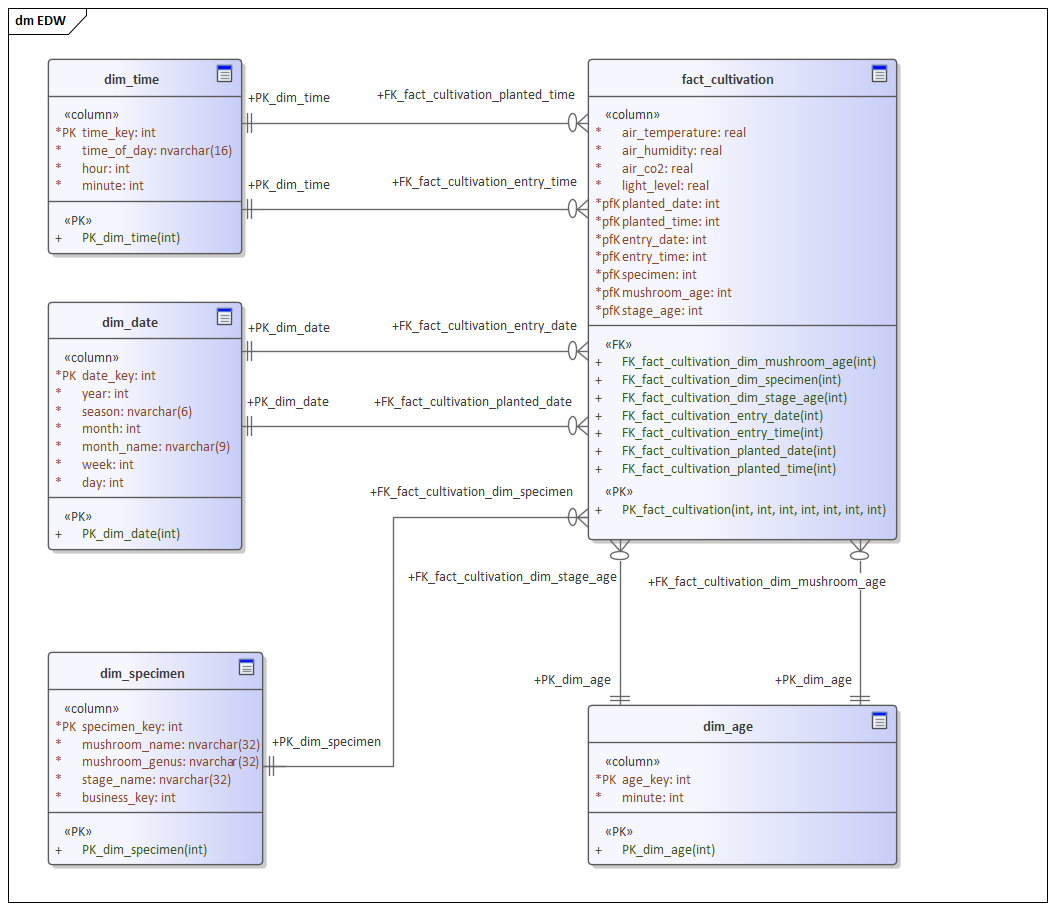 dm EDW
dim_time
«column»
*PK time_key: int
* time_of_day: nvarchar(16)
* hour: int
* minute: int
«PK»
+ PK_dim_time(int)
+PK_dim_time
+FK_fact_cultivation_planted_time
+PK_dim_time
+FK_fact_cultivation_entry_time
fact_cultivation
«column»
* air_temperature: real
* air_humidity: real
* air_co2: real
* light_level: real
*pfK planted_date: int
*pfK planted_time: int
*pfK entry_date: int
*pfK entry_time: int
*pfK specimen: int
*pfK mushroom_age: int
*pfK stage_age: int
«FK»
+ FK_fact_cultivation_dim_mushroom_age(int)
+ FK_fact_cultivation_dim_specimen(int)
+ FK_fact_cultivation_dim_stage_age(int)
+ FK_fact_cultivation_entry_date(int)
+ FK_fact_cultivation_entry_time(int)
+ FK_fact_cultivation_planted_date(int)
+ FK_fact_cultivation_planted_time(int)
«PK»
+ PK_fact_cultivation(int, int, int, int, int, int, int)
dim_date
«column»
*PK date_key: int
* year: int
* season: nvarchar(6)
* month: int
* month_name: nvarchar(9)
* week: int
* day: int
«PK»
+ PK_dim_date(int)
+PK_dim_date
+FK_fact_cultivation_entry_date
+PK_dim_date
+FK_fact_cultivation_planted_date
+FK_fact_cultivation_dim_specimen
+FK_fact_cultivation_dim_stage_age
+FK_fact_cultivation_dim_mushroom_age
+PK_dim_age
+PK_dim_age
dim_specimen
«column»
*PK specimen_key: int
* mushroom_name: nvarchar(32)
* mushroom_genus: nvarchar(32)
* stage_name: nvarchar(32)
* business_key: int
«PK»
+ PK_dim_specimen(int)
+PK_dim_specimen
dim_age
«column»
*PK age_key: int
* minute: int
«PK»
+ PK_dim_age(int)